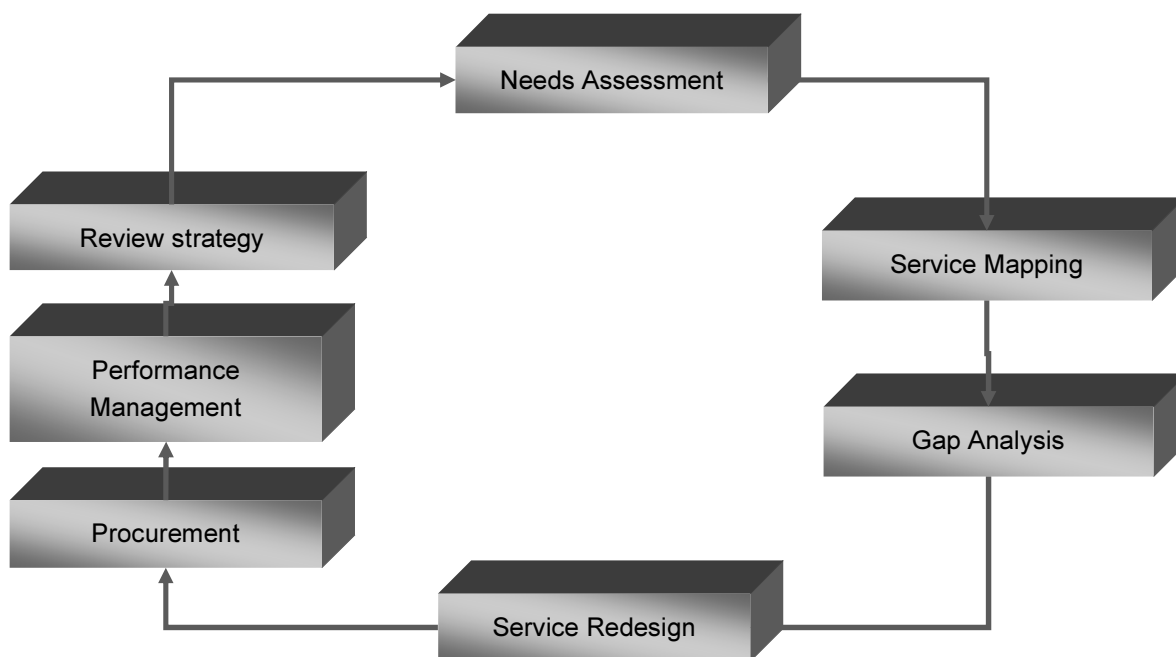 Needs Assessment
Service Mapping
Gap Analysis
Service Redesign
Procurement
Performance
Management
Review strategy